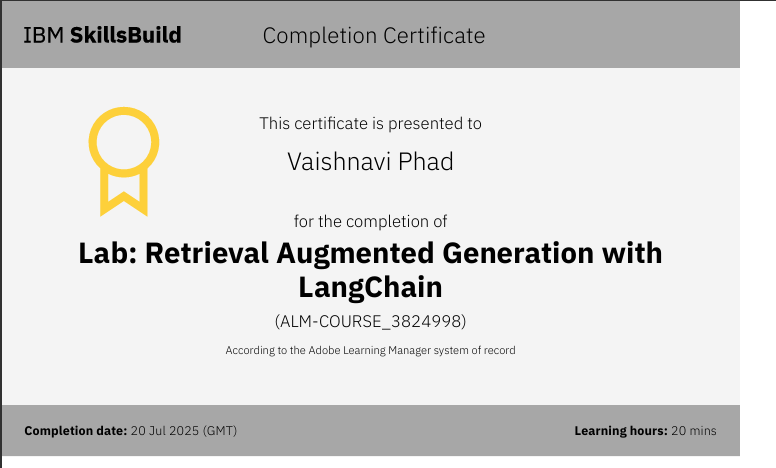 IBM SkillsBuild
Completion Certificate
This certificate is presented to
Vaishnavi Phad
for the completion of
Lab: Retrieval Augmented Generation with
LangChain
(ALM-COURSE_3824998)
According to the Adobe Learning Manager system of record
Completion date: 20 Jul 2025 (GMT)
Learning hours: 20 mins